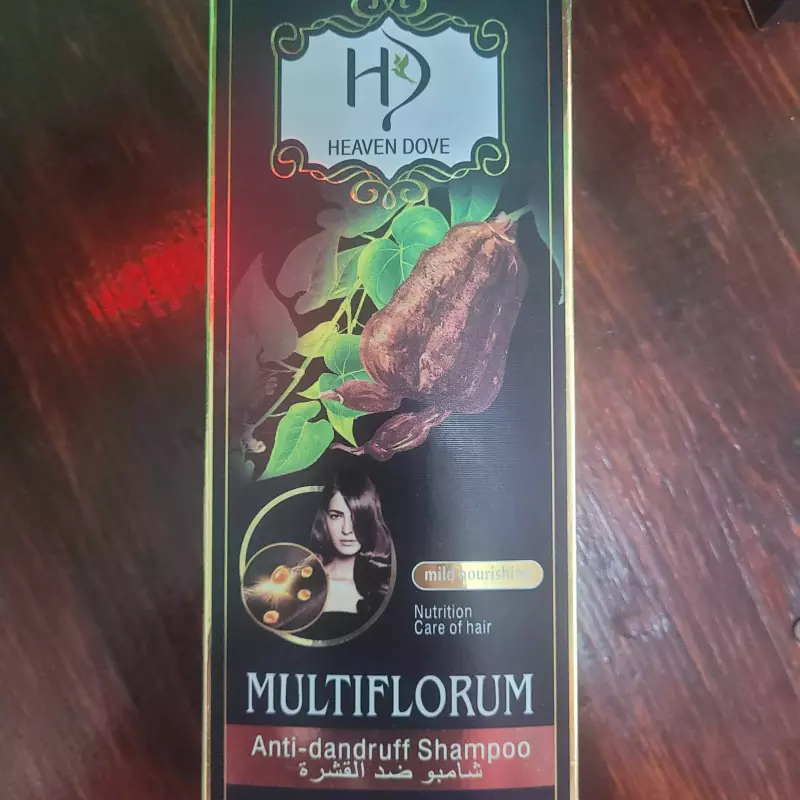 HD
HEAVEN DOVE
mild nourishing
Nutrition
Care of hair
MULTIFLORUM
Anti-dandruff Shampoo
شامبو ضد القشرة